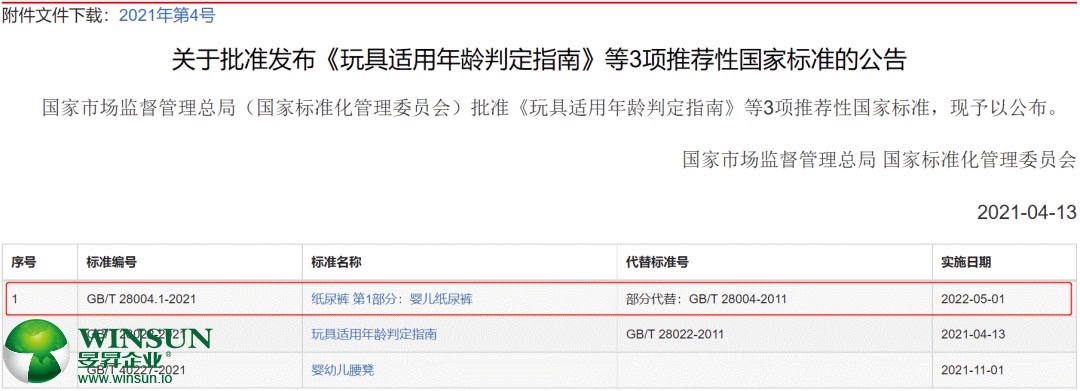 附件文件下载：2021年第4号
关于批准发布《玩具适用年龄判定指南》等3项推荐性国家标准的公告
国家市场监督管理总局（国家标准化管理委员会）批准《玩具适用年龄判定指南》等3项推荐性国家标准，现予以公布。
国家市场监督管理总局 国家标准化管理委员会
2021-04-13
序号 标准编号 标准名称 代替标准号 实施日期
1 GB/T 28004.1-2021 纸尿裤 第1部分：婴儿纸尿裤 部分代替：GB/T 28004-2011 2022-05-01
玩具适用年龄判定指南 GB/T 28022-2011 2021-04-13
GB/T 40227-2021 婴幼儿腰凳 2021-11-01
WINSUN
旻昇企业®
www.winsun.io